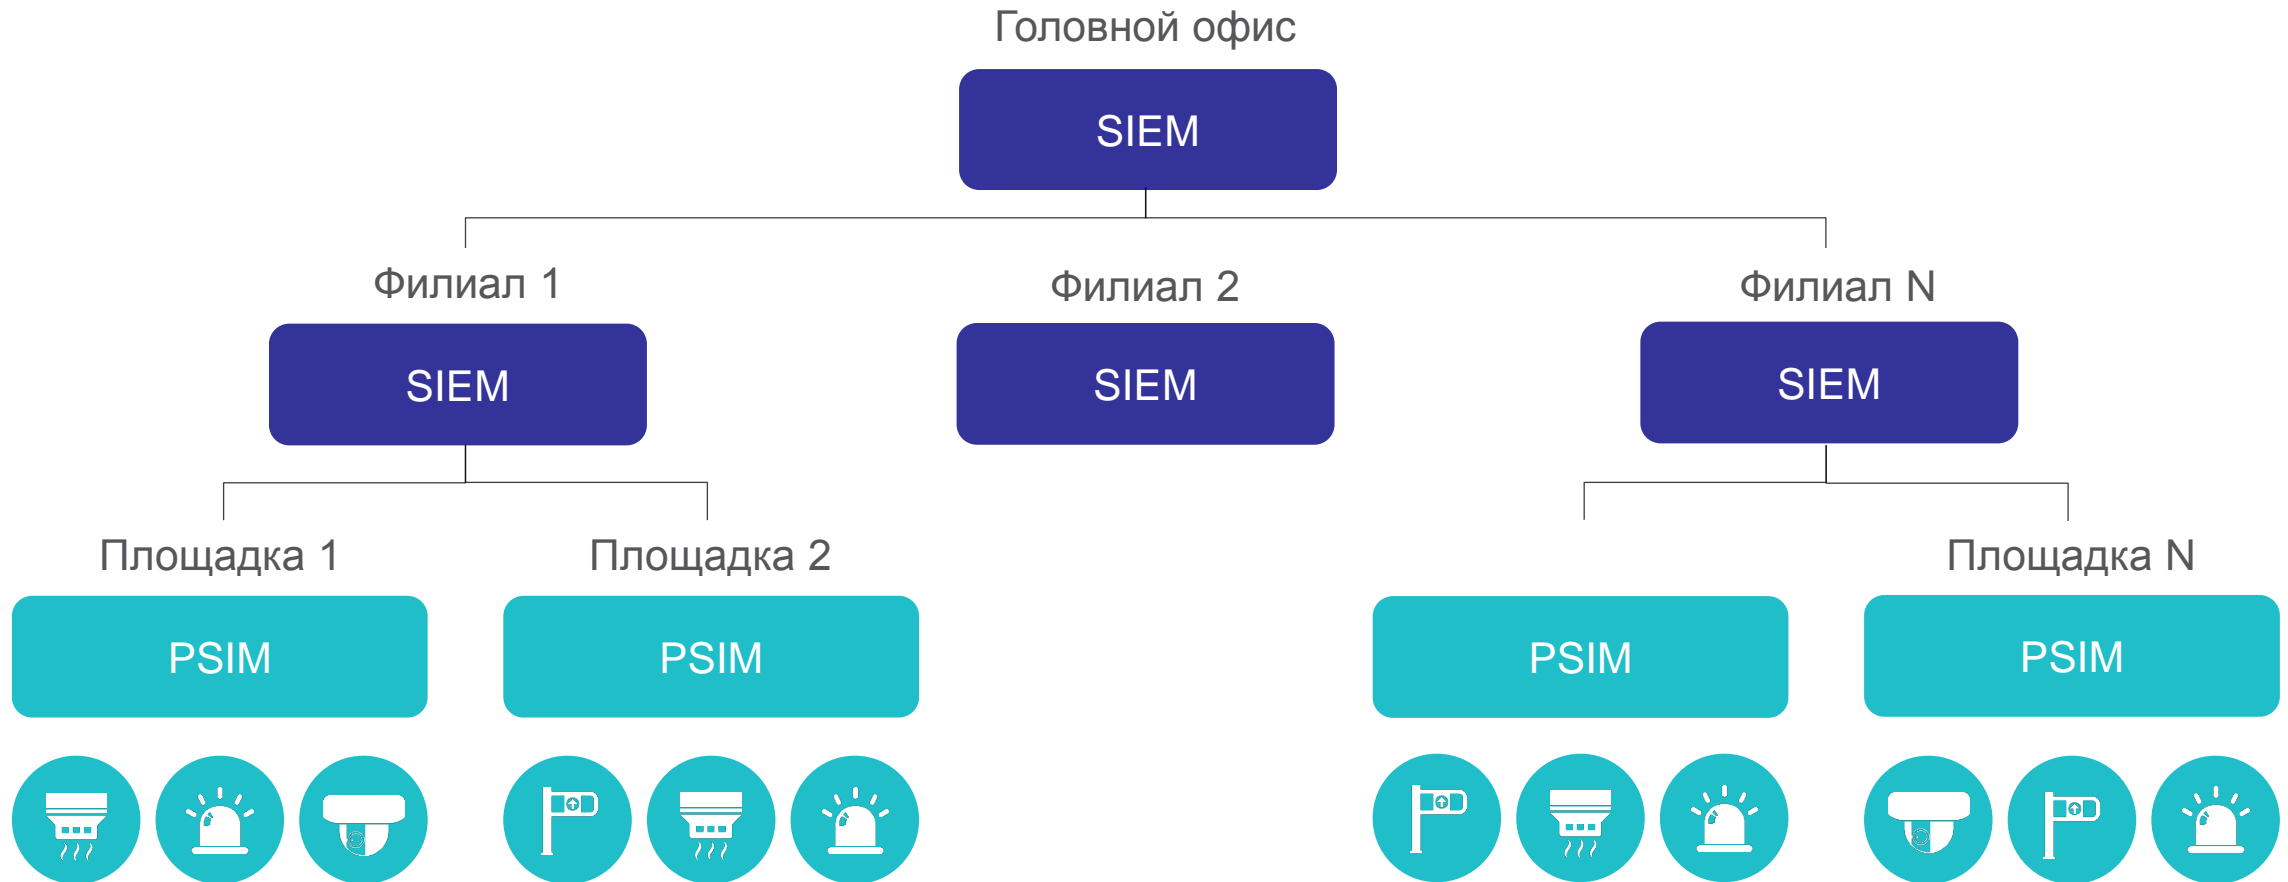 Головной офис
SIEM
Филиал 1
Филиал 2
Филиал N
SIEM
SIEM
SIEM
Площадка 1
Площадка 2
Площадка N
PSIM
PSIM
PSIM
PSIM